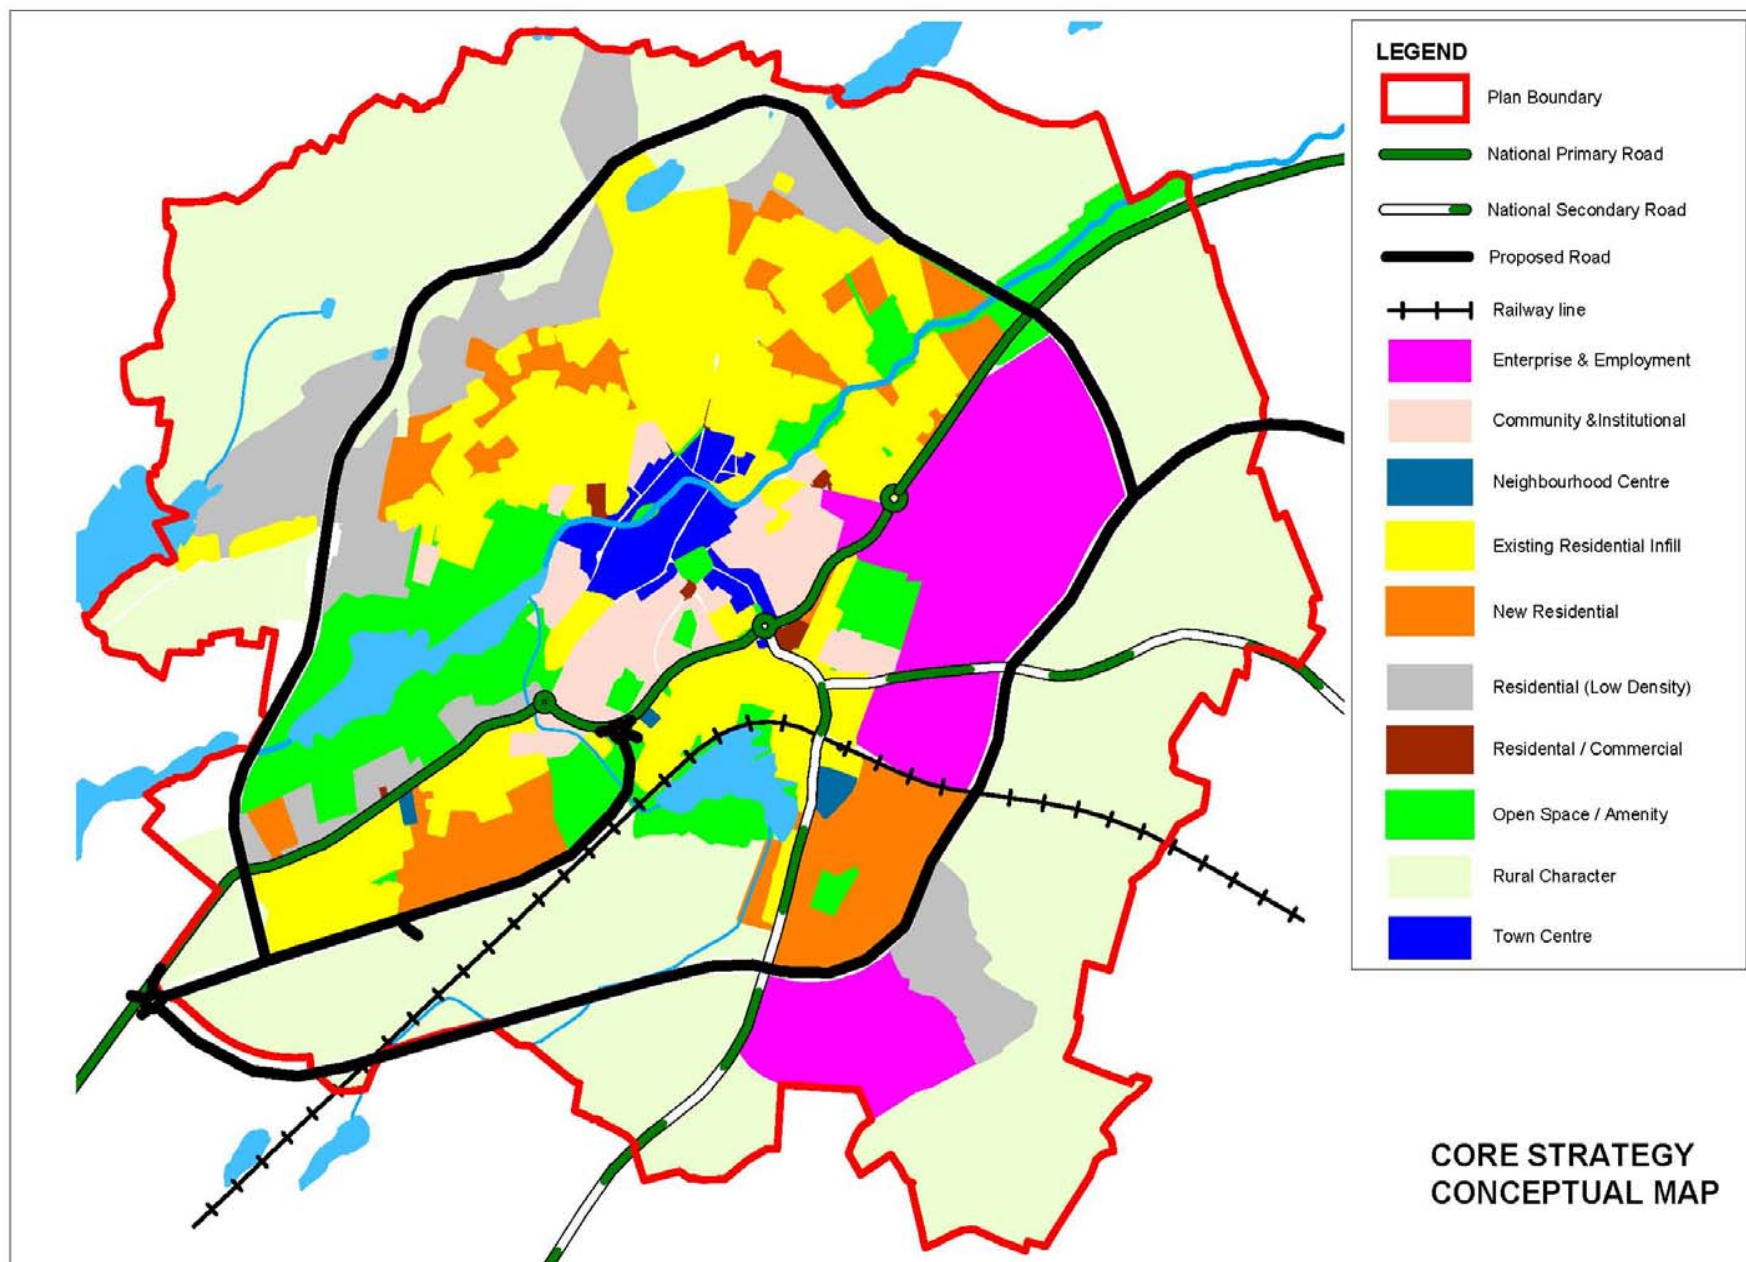 LEGEND
Plan Boundary
National Primary Road
National Secondary Road
Proposed Road
Railway line
Enterprise & Employment
Community &Institutional
Neighbourhood Centre
Existing Residential Infill
New Residential
Residential (Low Density)
Residental / Commercial
Open Space / Amenity
Rural Character
Town Centre
CORE STRATEGY
CONCEPTUAL MAP